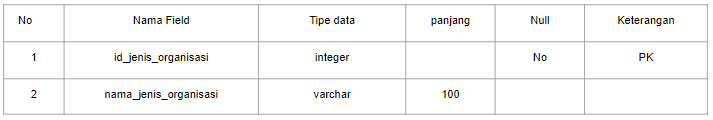 No Nama Field Tipe data panjang Null Keterangan
1 id_jenis_organisasi integer No PK
2 nama_jenis_organisasi varchar 100